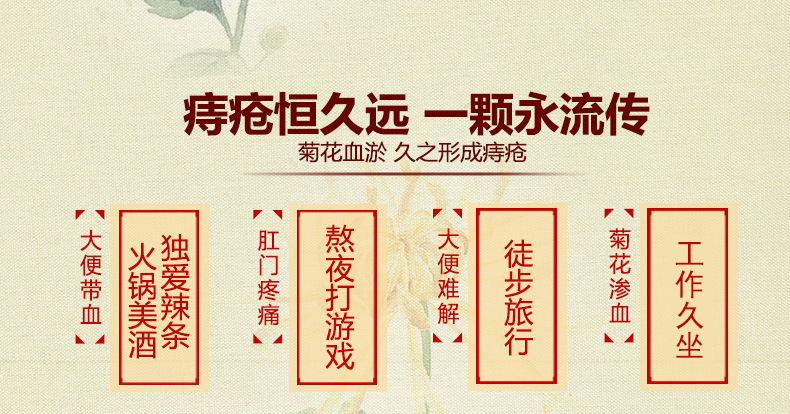 痔疮恒久远 一颗永流传
菊花血淤 久之形成痔疮
大便带血
独爱辣条
火锅美酒
肛门疼痛
熬夜打游戏
大便难解
徒步旅行
菊花渗血
工作久坐